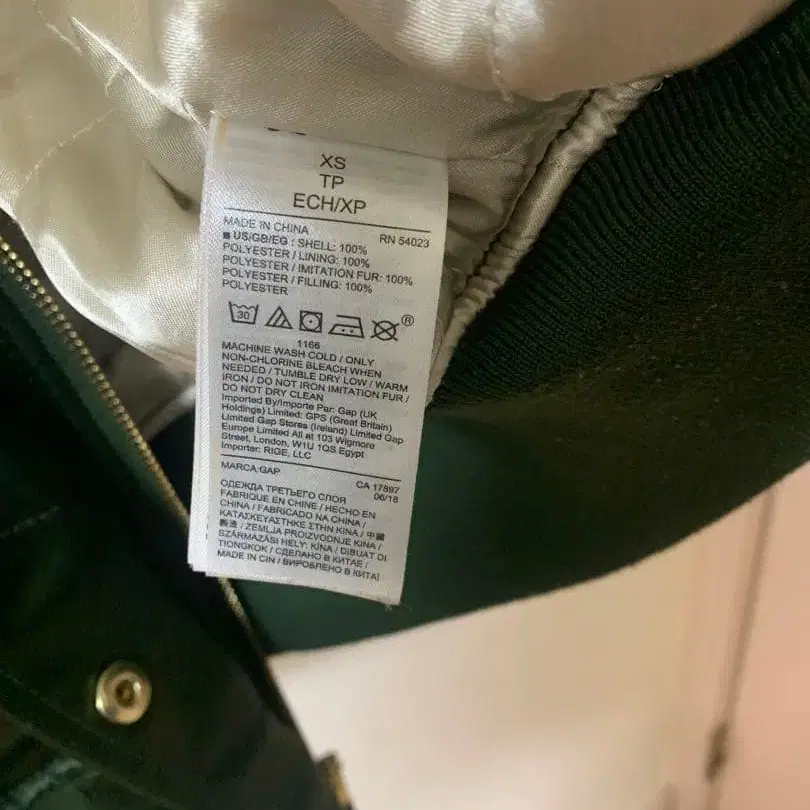 XS
TP
ECH/XP
MADE IN CHINA RN 54023
US/GB/EG : SHELL: 100%
POLYESTER / LINING: 100%
POLYESTER / IMITATION FUR: 100%
POLYESTER / FILLING: 100%
POLYESTER
30 ®
1166
MACHINE WASH COLD / ONLY
NON-CHLORINE BLEACH WHEN
NEEDED / TUMBLE DRY LOW / WARM
IRON / DO NOT IRON IMITATION FUR /
DO NOT DRY CLEAN
Imported By/Importe Par: Gap (UK
Holdings) Limited: GPS (Great Britain)
Limited Gap Stores (Ireland) Limited Gap
Europe Limited All at 103 Wigmore
Street, London, W1U 1QS Egypt
Importer: RIGE, LLC
MARCA:GAP CA 17897
06/18
ОДЕЖДА ТРЕТЬЕГО СЛОЯ
FABRIQUE EN CHINE / HECHO EN
CHINA / FABRICADO NA CHINA /
ΚΑΤΑΣΚΕΥΑΣΤΗΚΕ ΣΤΗΝ ΚΙΝΑ / 中國
製造 / ZEMLJA PROIZVODNJE KINA /
SZÁRMAZÁSI HELY: KÍNA / DIBUAT DI
TIONGKOK / СДЕЛАНО В КИТАЕ /
MADE IN CIN / ВИРОБЛЕНО В КИТАЇ